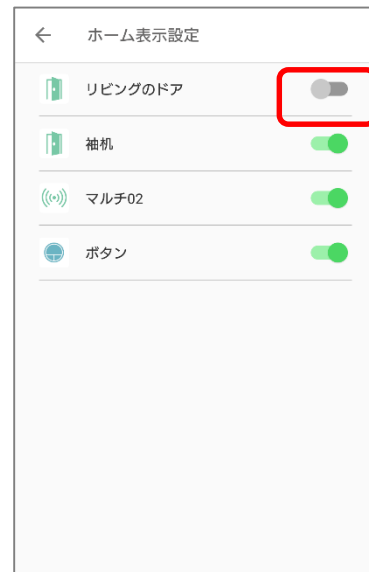 ホーム表示設定
リビングのドア
袖机
マルチ02
ボタン